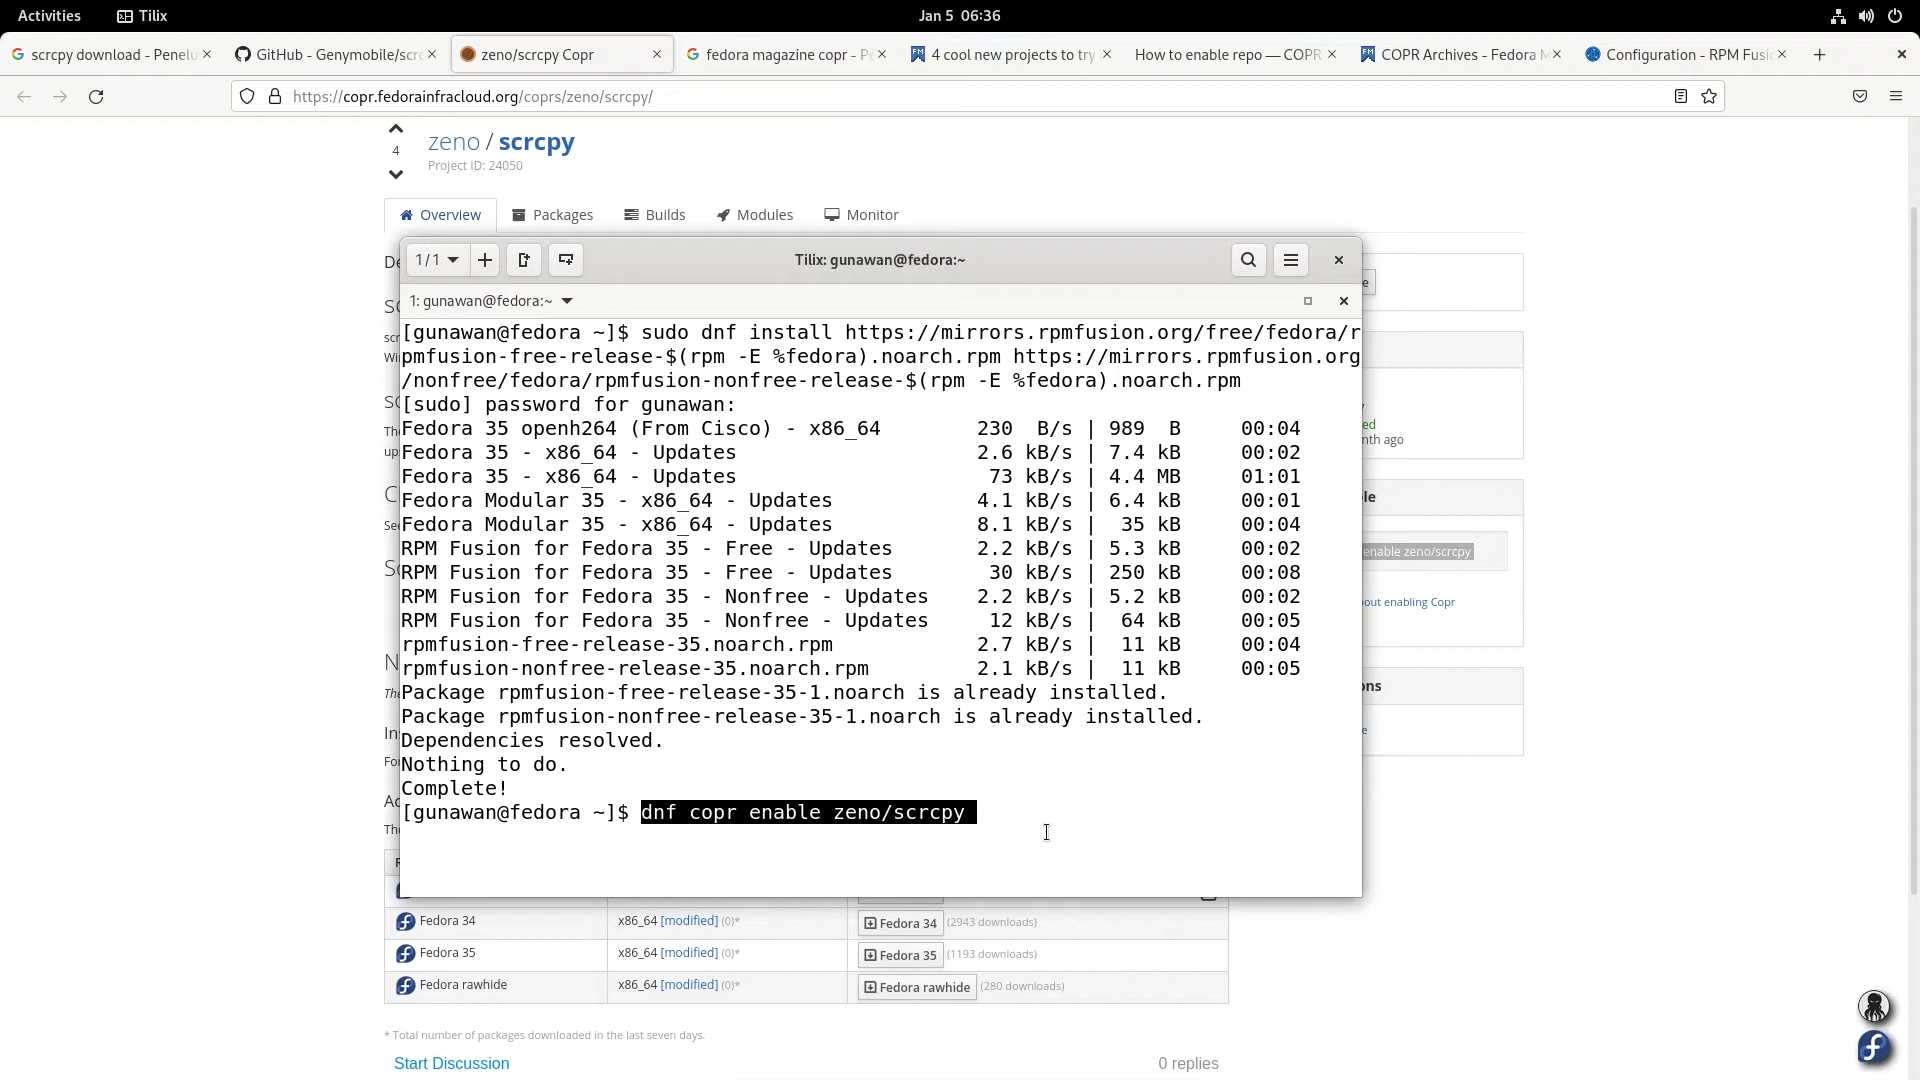 Activities
Tilix
Jan 5 06:36
scrcpy download - Penelu
GitHub - Genymobile/scrc
zeno/scrcpy Copr
fedora magazine copr - Pe
4 cool new projects to try
How to enable repo — COPR
COPR Archives - Fedora M
Configuration - RPM Fusio
https://copr.fedorainfracloud.org/coprs/zeno/scrcpy/
4
zeno / scrcpy
Project ID: 24050
Overview
Packages
Builds
Modules
Monitor
1 / 1
Tilix: gunawan@fedora:~
1: gunawan@fedora:~
[gunawan@fedora ~]$ sudo dnf install https://mirrors.rpmfusion.org/free/fedora/r
pmfusion-free-release-$(rpm -E %fedora).noarch.rpm https://mirrors.rpmfusion.org
/nonfree/fedora/rpmfusion-nonfree-release-$(rpm -E %fedora).noarch.rpm
[sudo] password for gunawan:
Fedora 35 openh264 (From Cisco) - x86_64 230 B/s | 989 B 00:04
Fedora 35 - x86_64 - Updates 2.6 kB/s | 7.4 kB 00:02
Fedora 35 - x86_64 - Updates 73 kB/s | 4.4 MB 01:01
Fedora Modular 35 - x86_64 - Updates 4.1 kB/s | 6.4 kB 00:01
Fedora Modular 35 - x86_64 - Updates 8.1 kB/s | 35 kB 00:04
RPM Fusion for Fedora 35 - Free - Updates 2.2 kB/s | 5.3 kB 00:02
RPM Fusion for Fedora 35 - Free - Updates 30 kB/s | 250 kB 00:08
RPM Fusion for Fedora 35 - Nonfree - Updates 2.2 kB/s | 5.2 kB 00:02
RPM Fusion for Fedora 35 - Nonfree - Updates 12 kB/s | 64 kB 00:05
rpmfusion-free-release-35.noarch.rpm 2.7 kB/s | 11 kB 00:04
rpmfusion-nonfree-release-35.noarch.rpm 2.1 kB/s | 11 kB 00:05
Package rpmfusion-free-release-35-1.noarch is already installed.
Package rpmfusion-nonfree-release-35-1.noarch is already installed.
Dependencies resolved.
Nothing to do.
Complete!
[gunawan@fedora ~]$ dnf copr enable zeno/scrcpy
nth ago
enable zeno/scrcpy
out enabling Copr
Fedora 34 x86_64 [modified] (0)* Fedora 34 (2943 downloads)
Fedora 35 x86_64 [modified] (0)* Fedora 35 (1193 downloads)
Fedora rawhide x86_64 [modified] (0)* Fedora rawhide (280 downloads)
* Total number of packages downloaded in the last seven days.
Start Discussion
0 replies